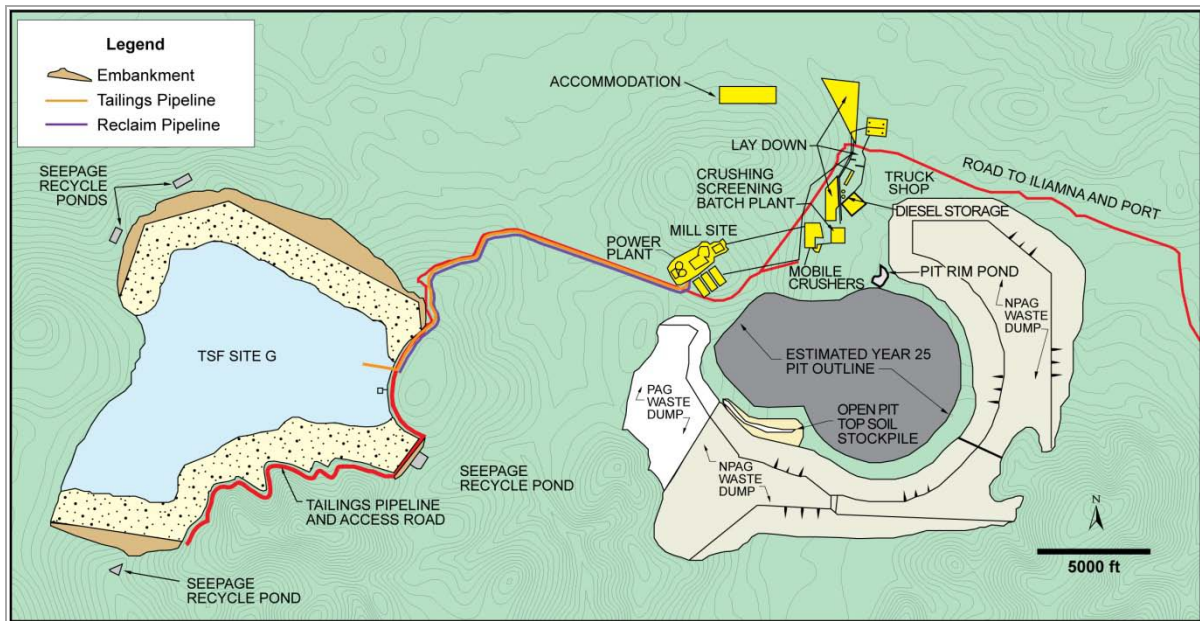 Legend
Embankment
Tailings Pipeline
Reclaim Pipeline
SEEPAGE
RECYCLE
PONDS
ACCOMMODATION
LAY DOWN
CRUSHING
SCREENING
BATCH PLANT
TRUCK
SHOP
ROAD TO ILIAMNA AND PORT
DIESEL STORAGE
MILL SITE
POWER
PLANT
MOBILE
CRUSHERS
PIT RIM POND
NPAG
WASTE
DUMP
TSF SITE G
ESTIMATED YEAR 25
PIT OUTLINE
PAG
WASTE
DUMP
OPEN PIT
TOP SOIL
STOCKPILE
NPAG
WASTE
DUMP
SEEPAGE
RECYCLE POND
TAILINGS PIPELINE
AND ACCESS ROAD
SEEPAGE
RECYCLE POND
N
5000 ft